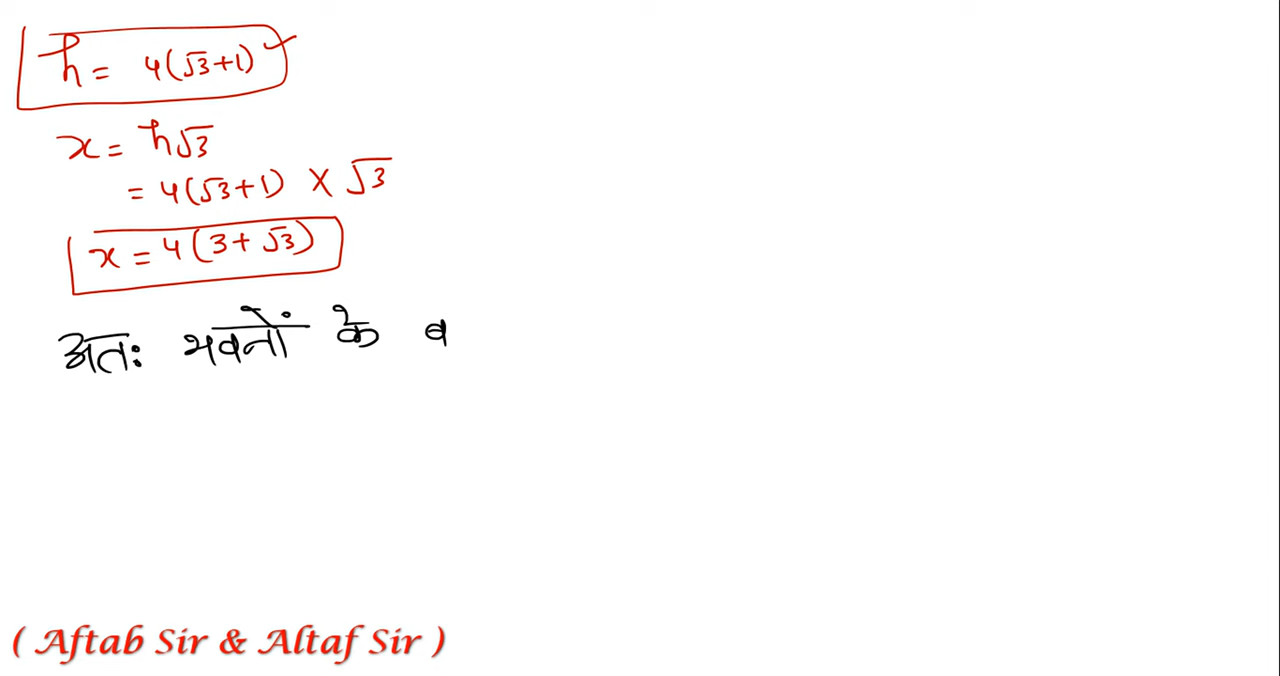 h = 4(√3+1)
x = h√3
= 4(√3+1) × √3
x = 4(3+√3)
अतः भवनों के ब
( Aftab Sir & Altaf Sir )